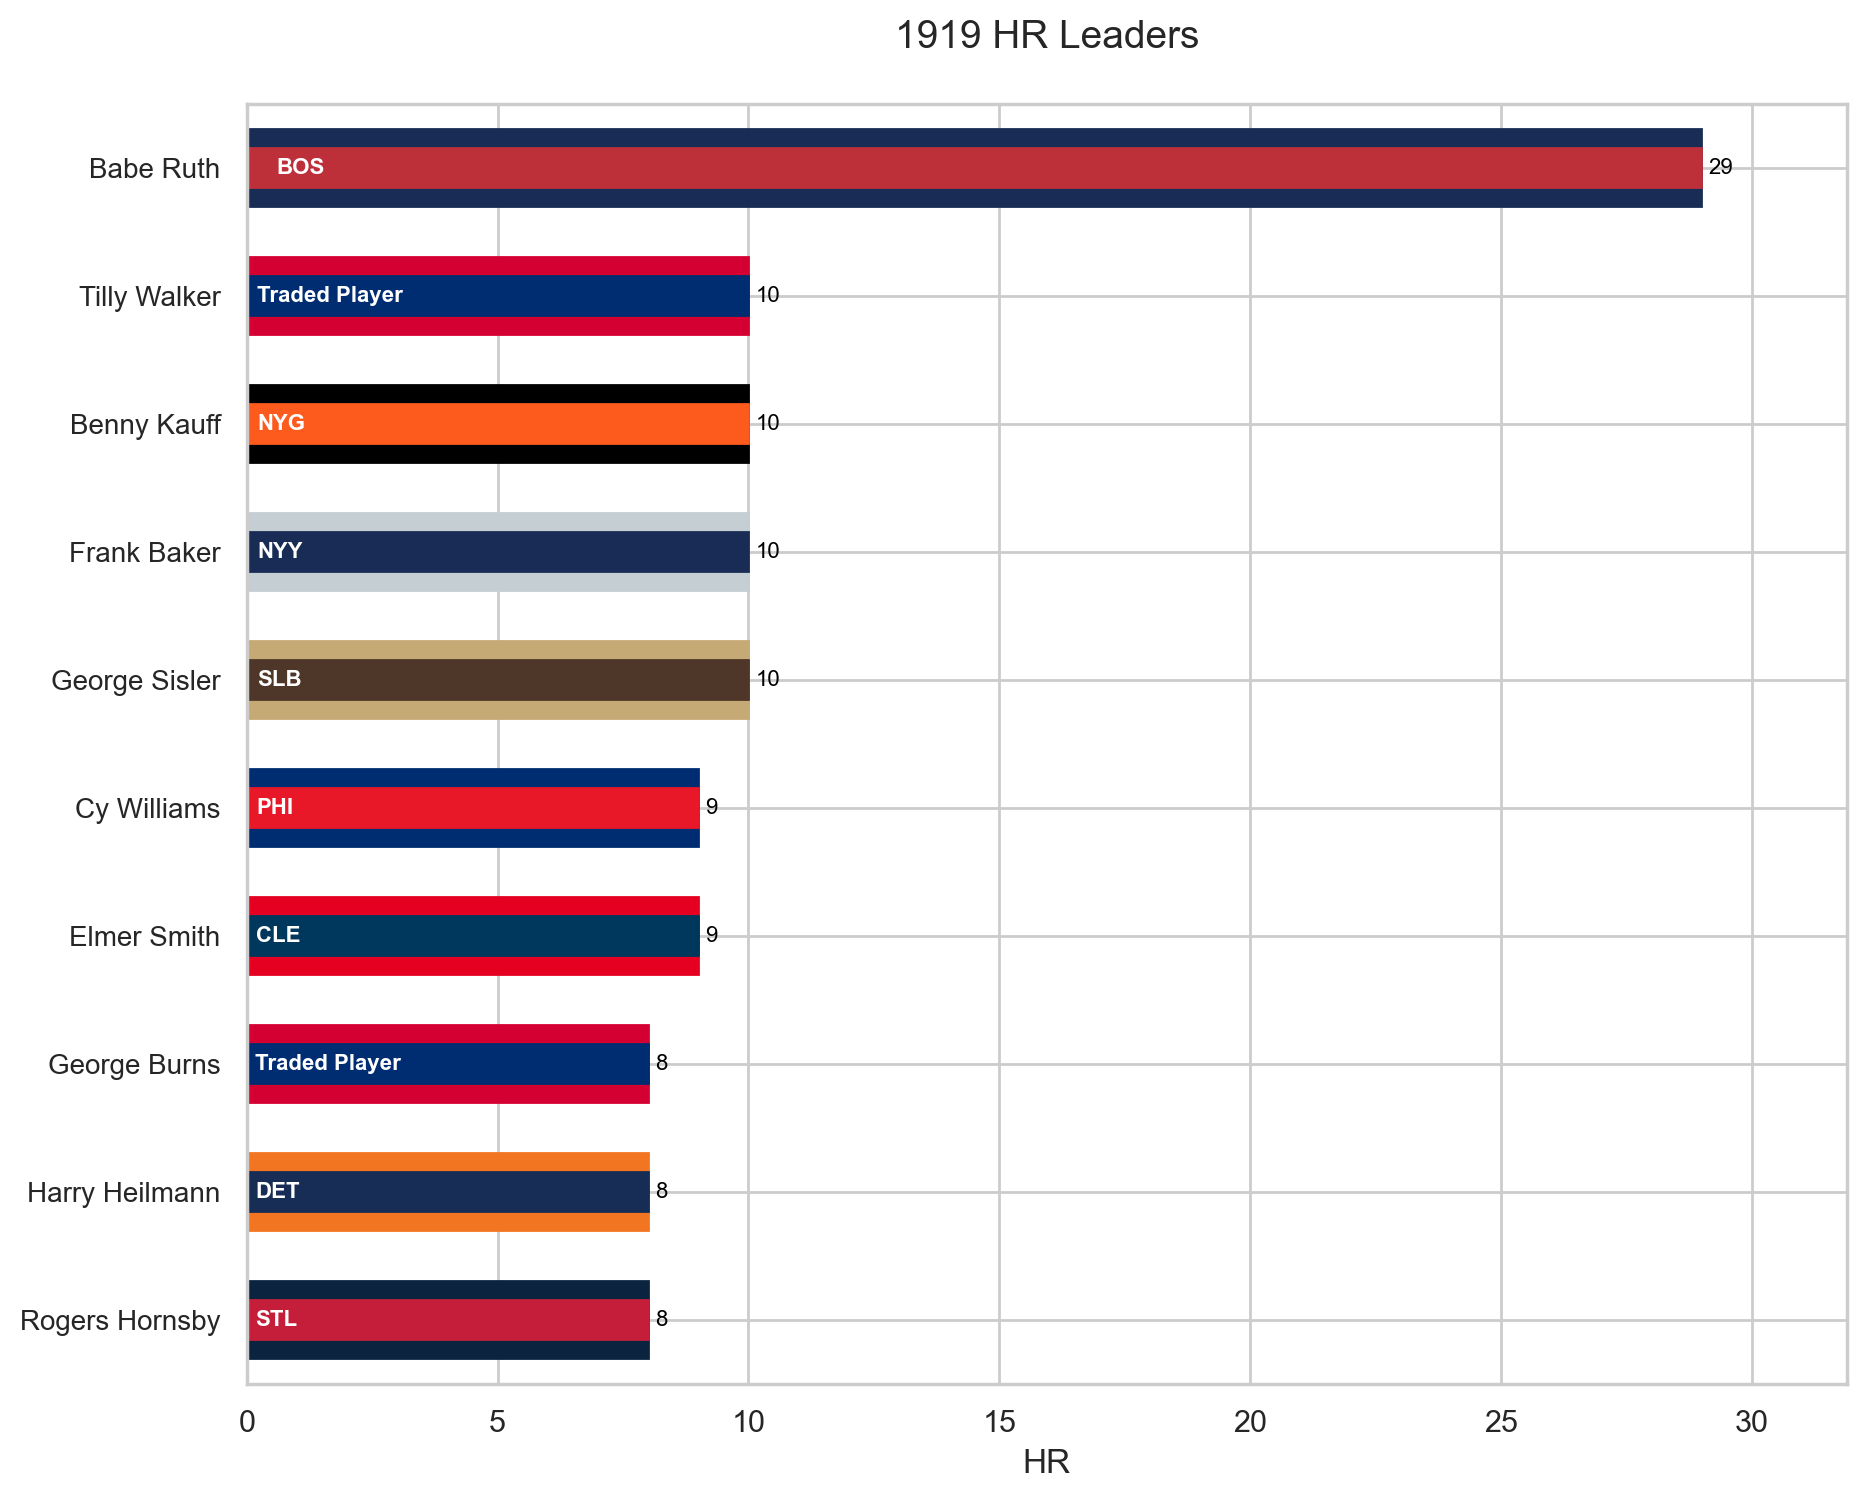 1919 HR Leaders
Babe Ruth BOS 29
Tilly Walker Traded Player 10
Benny Kauff NYG 10
Frank Baker NYY 10
George Sisler SLB 10
Cy Williams PHI 9
Elmer Smith CLE 9
George Burns Traded Player 8
Harry Heilmann DET 8
Rogers Hornsby STL 8
0 5 10 15 20 25 30
HR